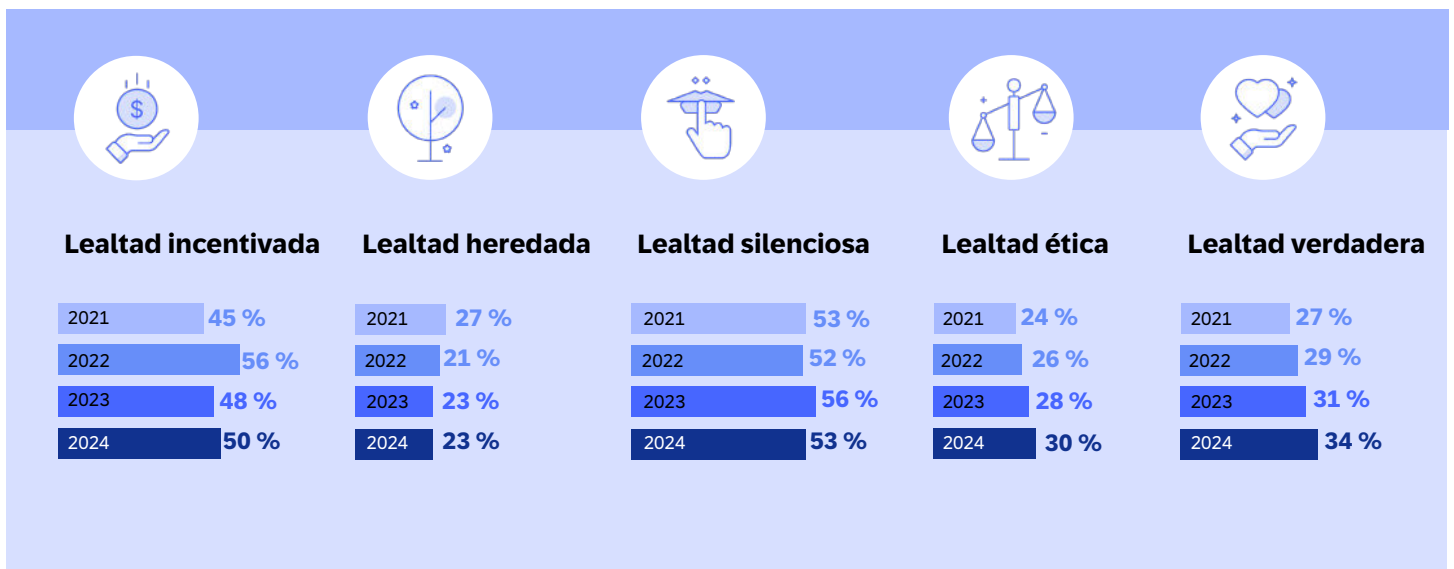 $
Lealtad incentivada
2021 45 %
2022 56 %
2023 48 %
2024 50 %
Lealtad heredada
2021 27 %
2022 21 %
2023 23 %
2024 23 %
Lealtad silenciosa
2021 53 %
2022 52 %
2023 56 %
2024 53 %
Lealtad ética
2021 24 %
2022 26 %
2023 28 %
2024 30 %
Lealtad verdadera
2021 27 %
2022 29 %
2023 31 %
2024 34 %